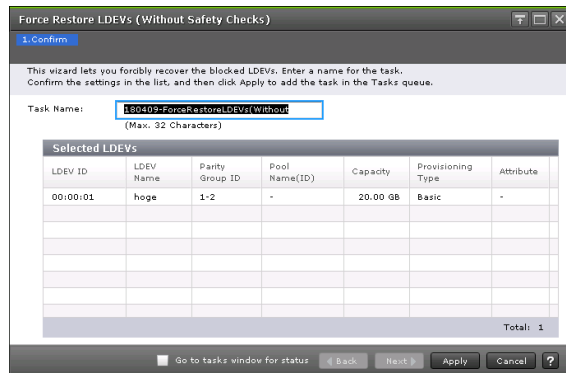 Force Restore LDEVs (Without Safety Checks)
1.Confirm
This wizard lets you forcibly recover the blocked LDEVs. Enter a name for the task.
Confirm the settings in the list, and then click Apply to add the task in the Tasks queue.
Task Name: 180409-ForceRestoreLDEVs(Without
(Max. 32 Characters)
Selected LDEVs
LDEV ID LDEV Name Parity Group ID Pool Name(ID) Capacity Provisioning Type Attribute
00:00:01 hoge 1-2 - 20.00 GB Basic -
Total: 1
Go to tasks window for status Back Next Apply Cancel ?